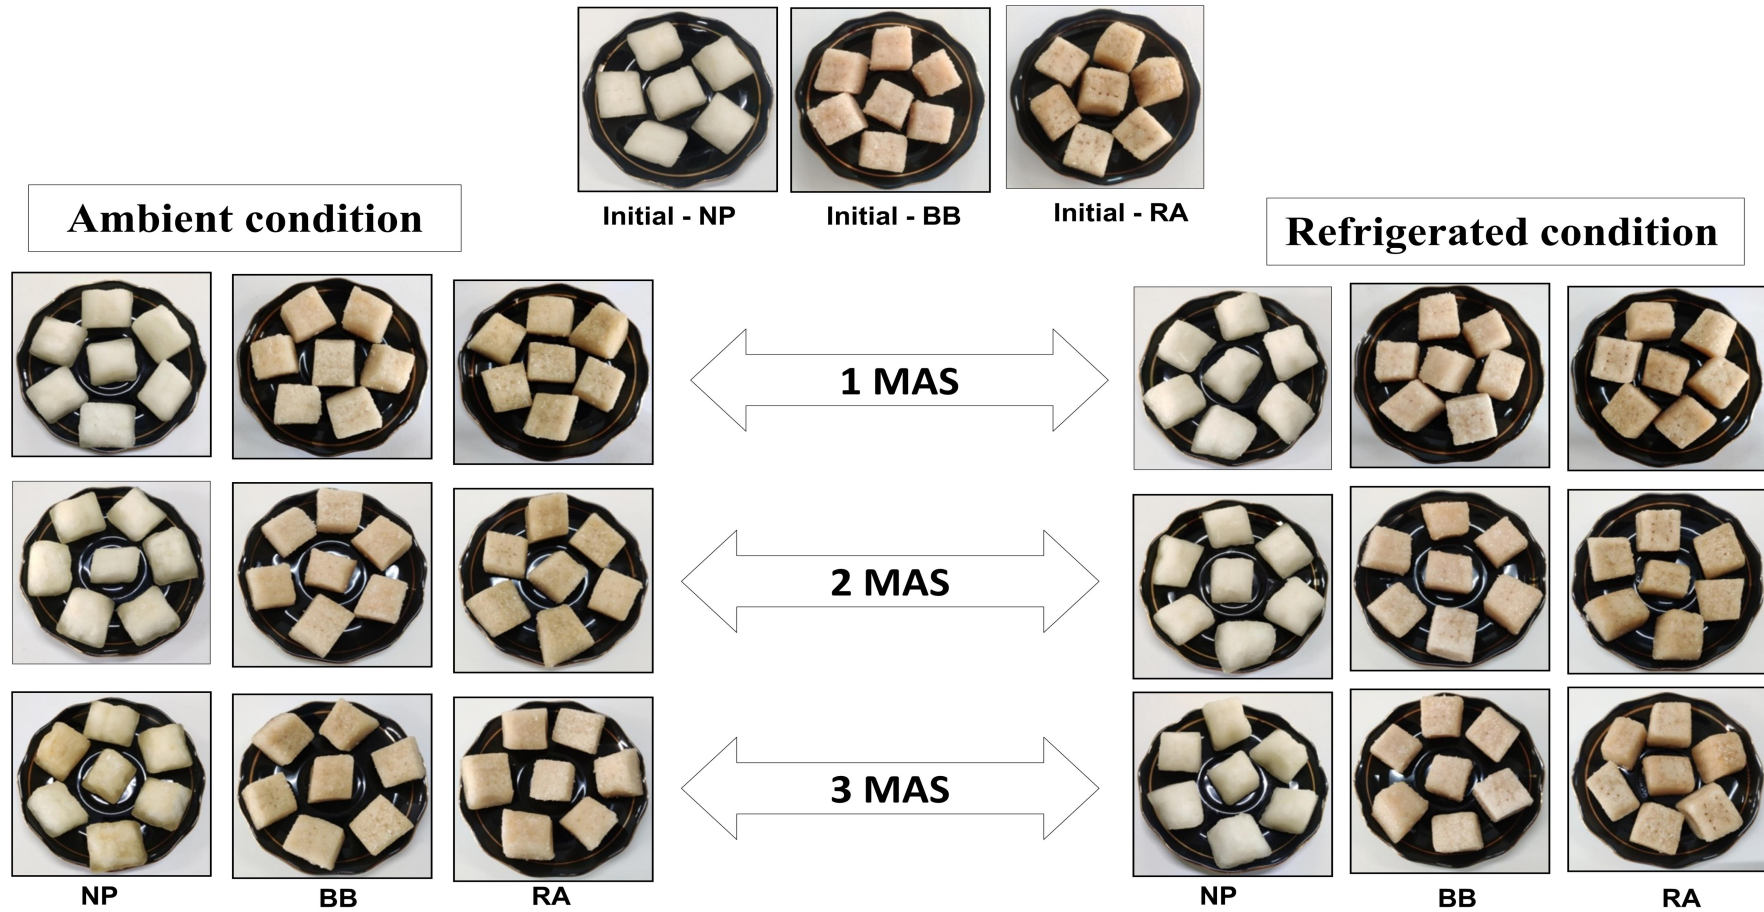 Initial - NP
Initial - BB
Initial - RA
Ambient condition
Refrigerated condition
1 MAS
2 MAS
3 MAS
NP
BB
RA
NP
BB
RA